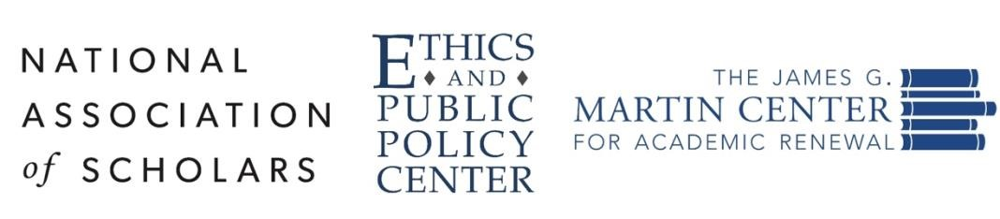 NATIONAL
ASSOCIATION
of SCHOLARS
ETHICS
AND
PUBLIC
POLICY
CENTER
THE JAMES G.
MARTIN CENTER
FOR ACADEMIC RENEWAL